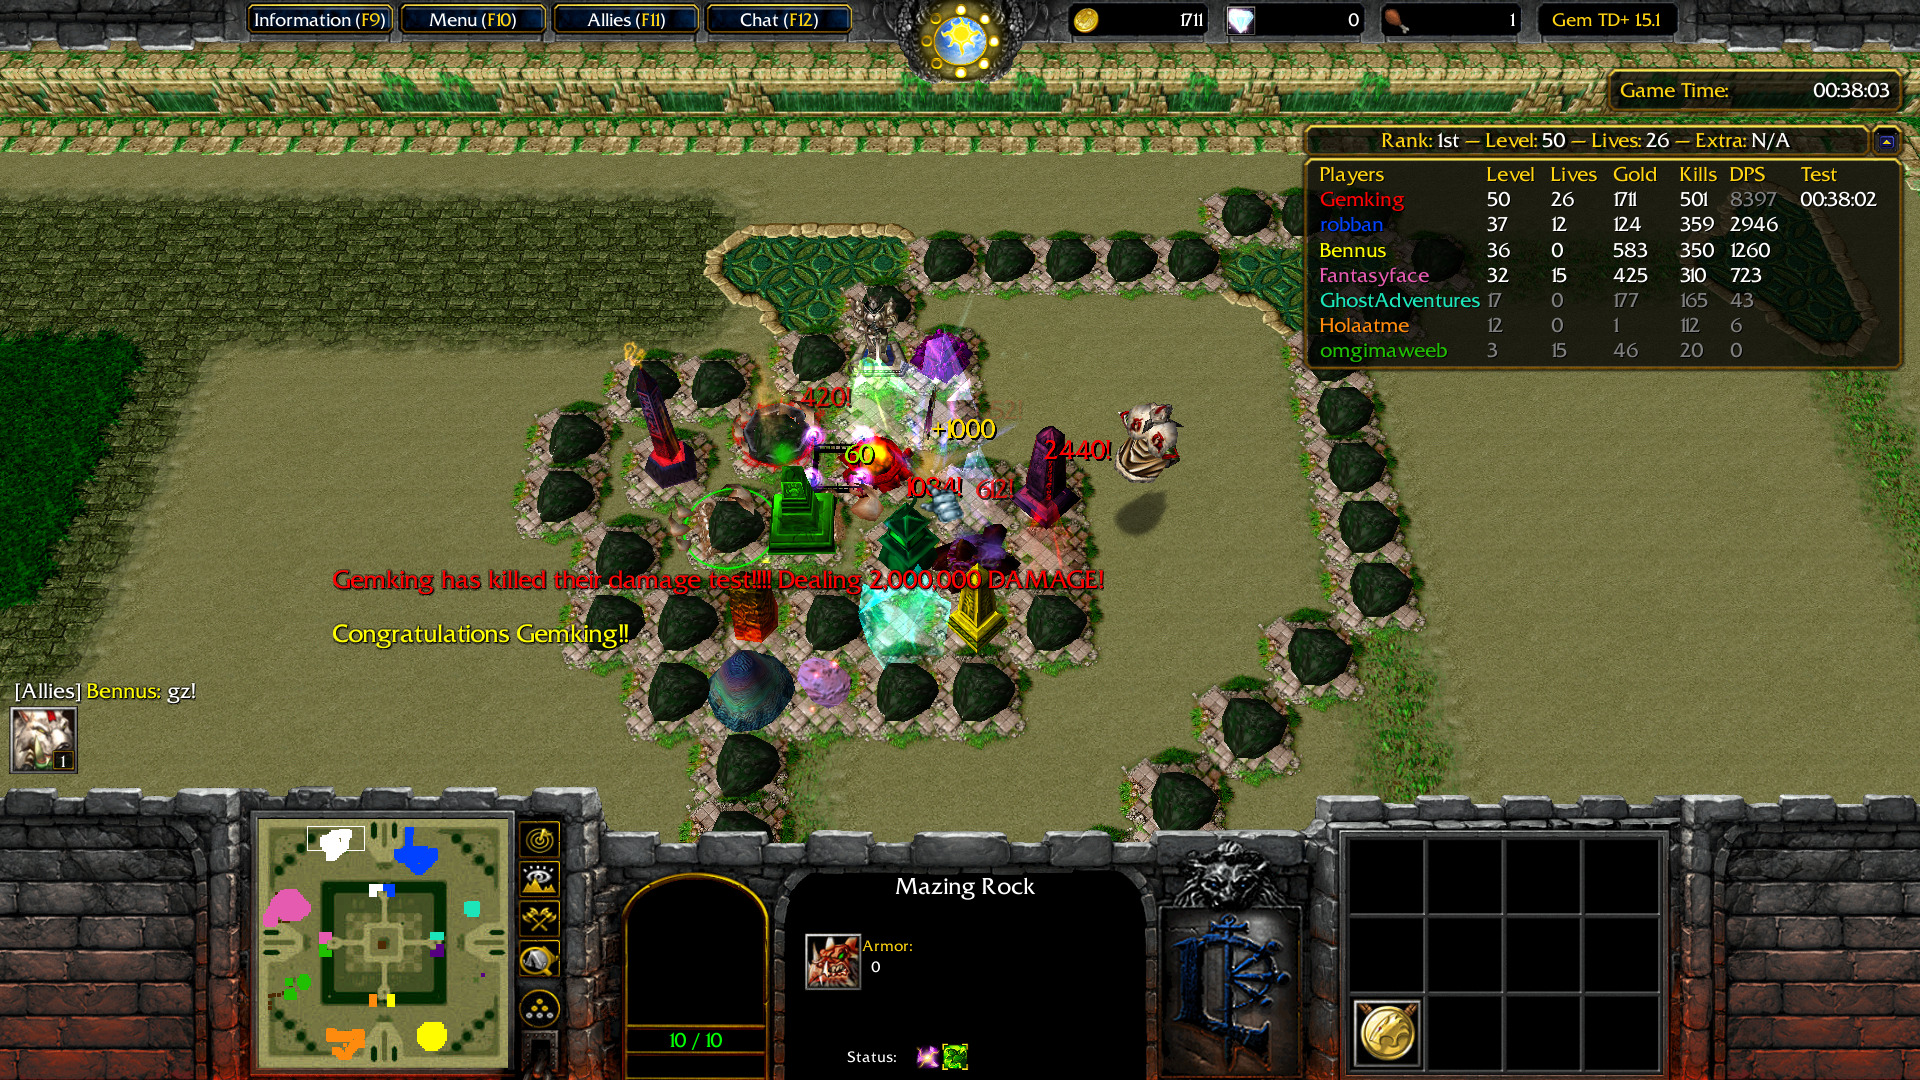 Information (F9) Menu (F10) Allies (F11) Chat (F12) 1711 0 1 Gem TD+ 15.1
Game Time: 00:38:03
Rank: 1st — Level: 50 — Lives: 26 — Extra: N/A
Players Level Lives Gold Kills DPS Test
Gemking 50 26 1711 501 8397 00:38:02
robban 37 12 124 359 2946
Bennus 36 0 583 350 1260
Fantasyface 32 15 425 310 723
GhostAdventures 17 0 177 165 43
Holaatme 12 0 1 112 6
omgimaweeb 3 15 46 20 0
420!
+1000
2440!
60
1084! 612!
Gemking has killed their damage test!!!! Dealing 2,000,000 DAMAGE!
Congratulations Gemking!!
[Allies] Bennus: gz!
1
Mazing Rock
Armor:
0
10 / 10
Status: